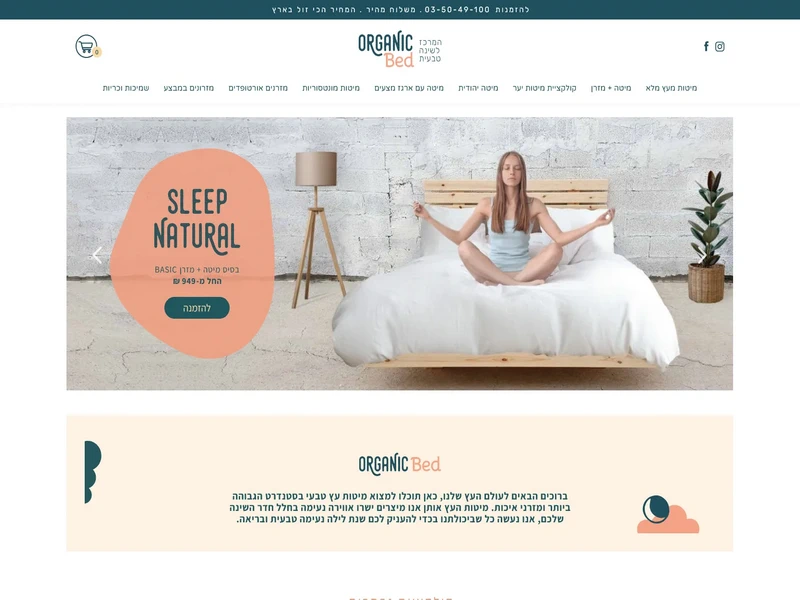 להזמנות 03-50-49-100 . משלוח מהיר . המחיר הכי זול בארץ
0
ORGANIC Bed
המרכז
לשינה
טבעית
מיטות מעץ מלא
מיטה + מזרן
קולקציית מיטות יער
מיטה יהודית
מיטה עם ארגז מצעים
מיטות מונטסוריות
מזרנים אורטופדים
מזרונים במבצע
שמיכות וכריות
SLEEP
NATURAL
בסיס מיטה + מזרן BASIC
החל מ-949 ₪
להזמנה
ORGANIC Bed
ברוכים הבאים לעולם העץ שלנו, כאן תוכלו למצוא מיטות עץ טבעי בסטנדרט הגבוהה
ביותר ומזרני איכות. מיטות העץ אותן אנו מיצרים ישרו אווירה נעימה בחלל חדר השינה
שלכם, אנו נעשה כל שביכולתנו בכדי להעניק לכם שנת לילה נעימה טבעית ובריאה.